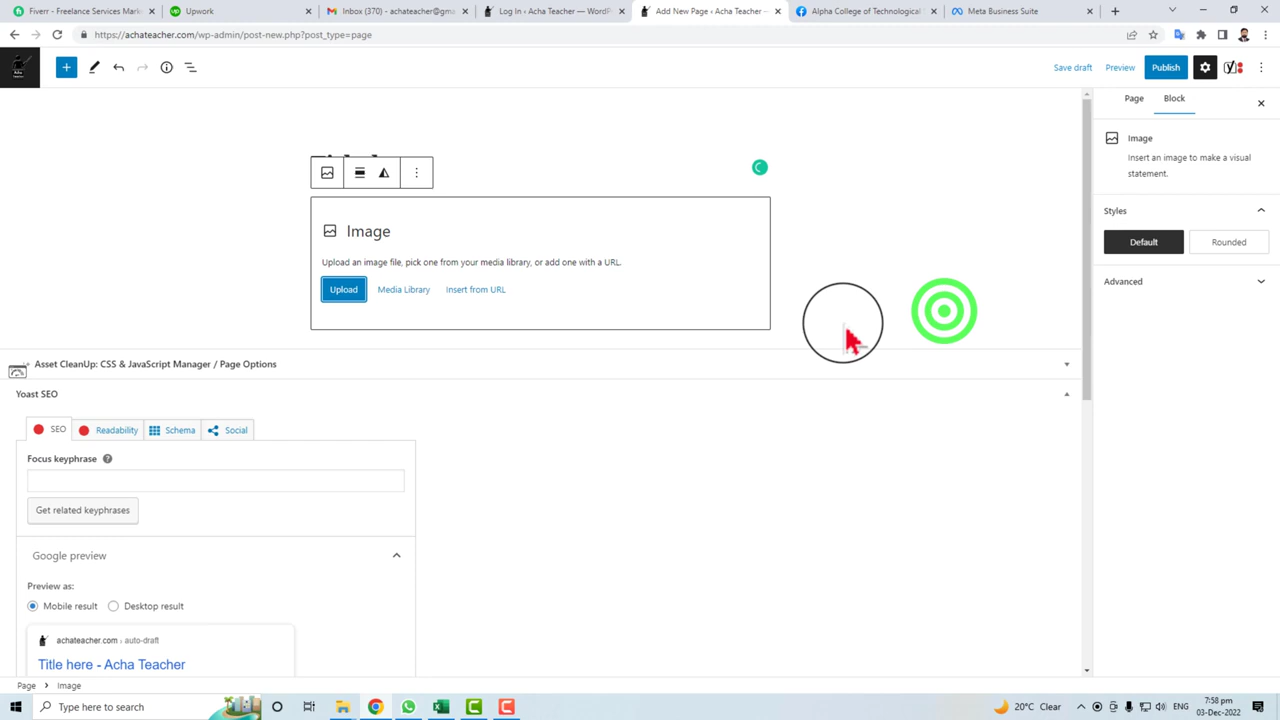 Fiverr - Freelance Services Mark
Upwork
Inbox (370) - achateacher@gma
Log In ‹ Acha Teacher — WordP
Add New Page ‹ Acha Teacher —
Alpha College of Technological
Meta Business Suite
https://achateacher.com/wp-admin/post-new.php?post_type=page
Save draft
Preview
Publish
Page
Block
Image
Insert an image to make a visual
statement.
Styles
Default
Rounded
Advanced
Image
Upload an image file, pick one from your media library, or add one with a URL.
Upload
Media Library
Insert from URL
Asset CleanUp: CSS & JavaScript Manager / Page Options
Yoast SEO
SEO
Readability
Schema
Social
Focus keyphrase
Get related keyphrases
Google preview
Preview as:
Mobile result
Desktop result
achateacher.com › auto-draft
Title here - Acha Teacher
Page
Image
Type here to search
20°C Clear
ENG
7:58 pm
03-Dec-2022